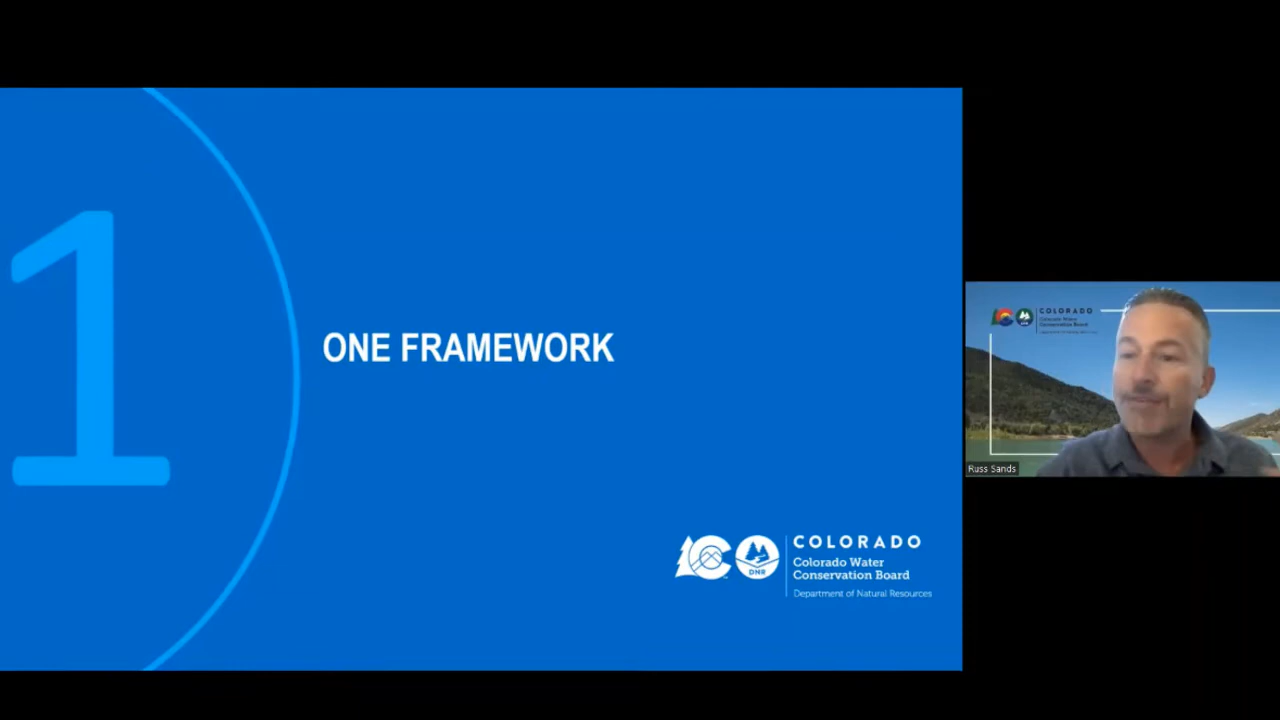 1
ONE FRAMEWORK
DNR
COLORADO
Colorado Water
Conservation Board
Department of Natural Resources
COLORADO
Colorado Water
Conservation Board
Russ Sands